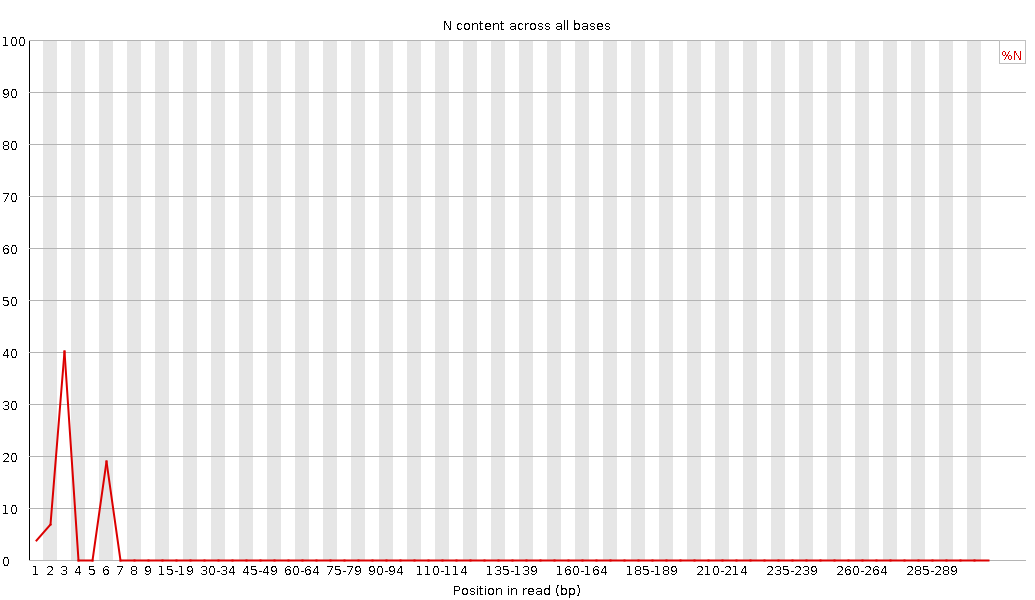 N content across all bases
100
%N
90
80
70
60
50
40
30
20
10
0
1 2 3 4 5 6 7 8 9 15-19 30-34 45-49 60-64 75-79 90-94 110-114 135-139 160-164 185-189 210-214 235-239 260-264 285-289
Position in read (bp)